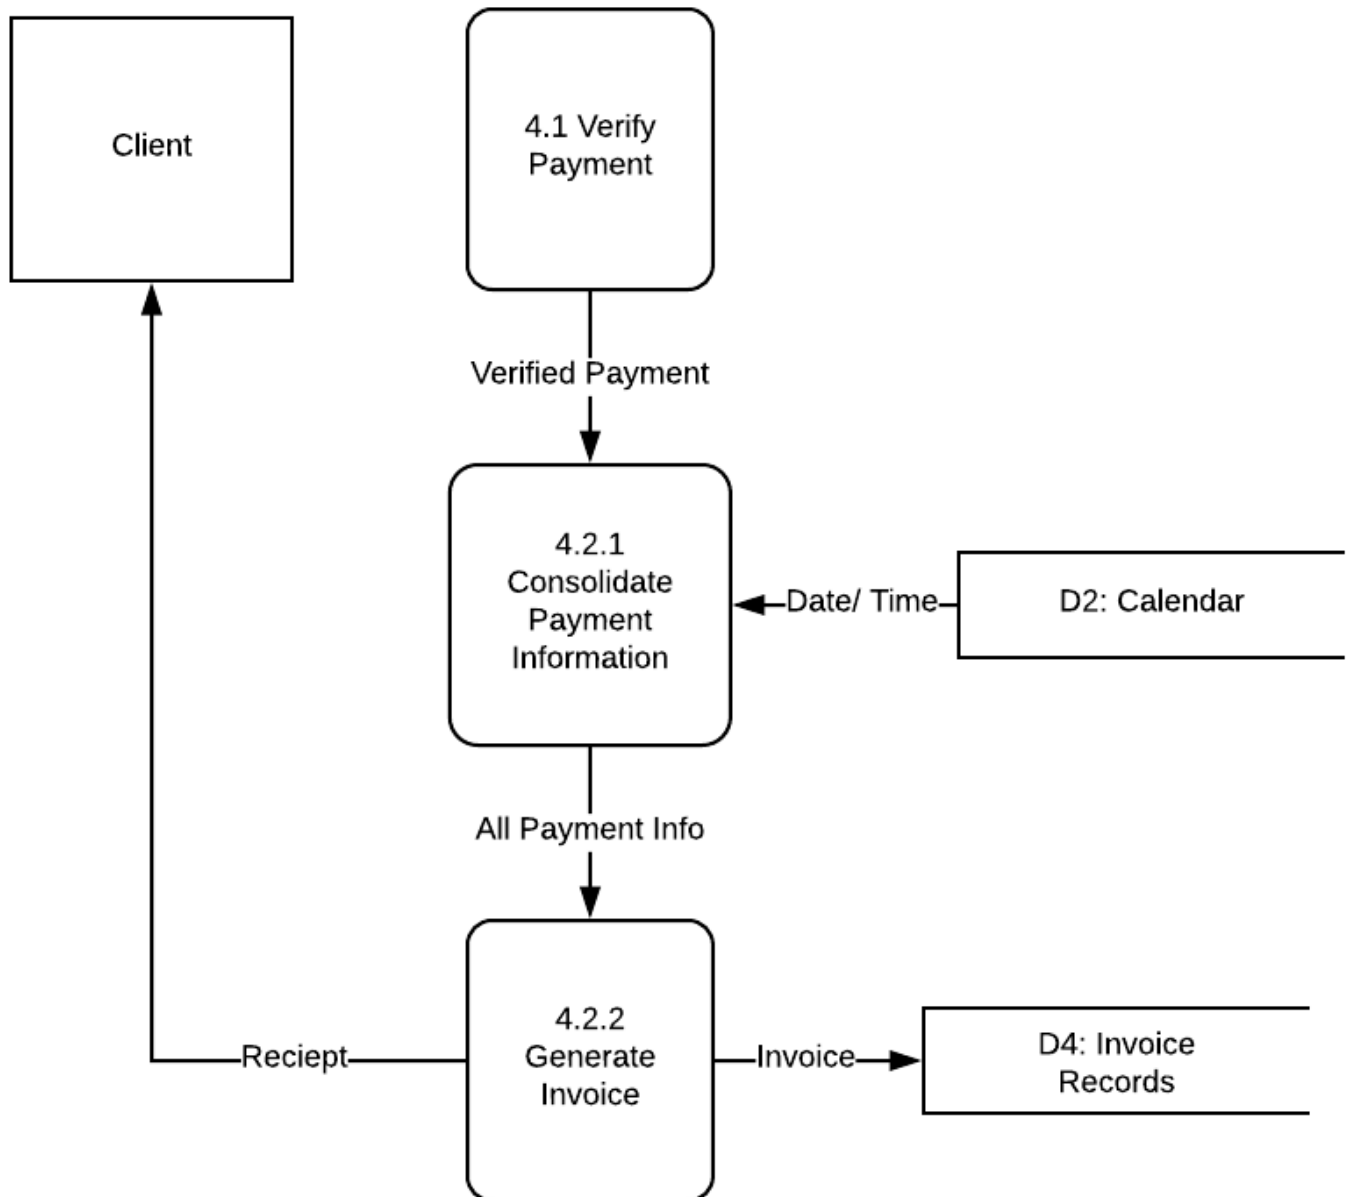 Client
4.1 Verify
Payment
Verified Payment
4.2.1
Consolidate
Payment
Information
Date/ Time
D2: Calendar
All Payment Info
4.2.2
Generate
Invoice
Reciept
Invoice
D4: Invoice
Records